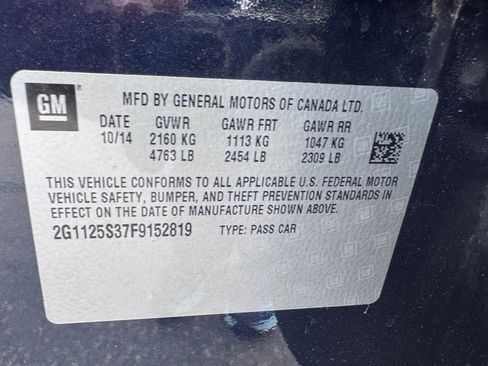 GM
MFD BY GENERAL MOTORS OF CANADA LTD.
DATE GVWR GAWR FRT GAWR RR
10/14 2160 KG 1113 KG 1047 KG
4763 LB 2454 LB 2309 LB
THIS VEHICLE CONFORMS TO ALL APPLICABLE U.S. FEDERAL MOTOR
VEHICLE SAFETY, BUMPER, AND THEFT PREVENTION STANDARDS
IN EFFECT ON THE DATE OF MANUFACTURE SHOWN ABOVE.
2G1125S37F9152819 TYPE: PASS CAR